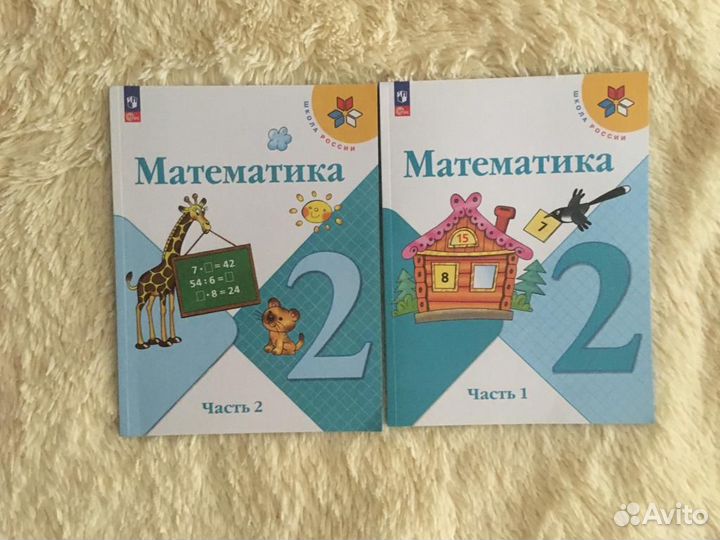 ШКОЛА РОССИИ
Математика
7 · □ = 42
54 : 6 = □
□ · 8 = 24
2
Часть 2
ШКОЛА РОССИИ
Математика
15
7
8
2
Часть 1
Avito